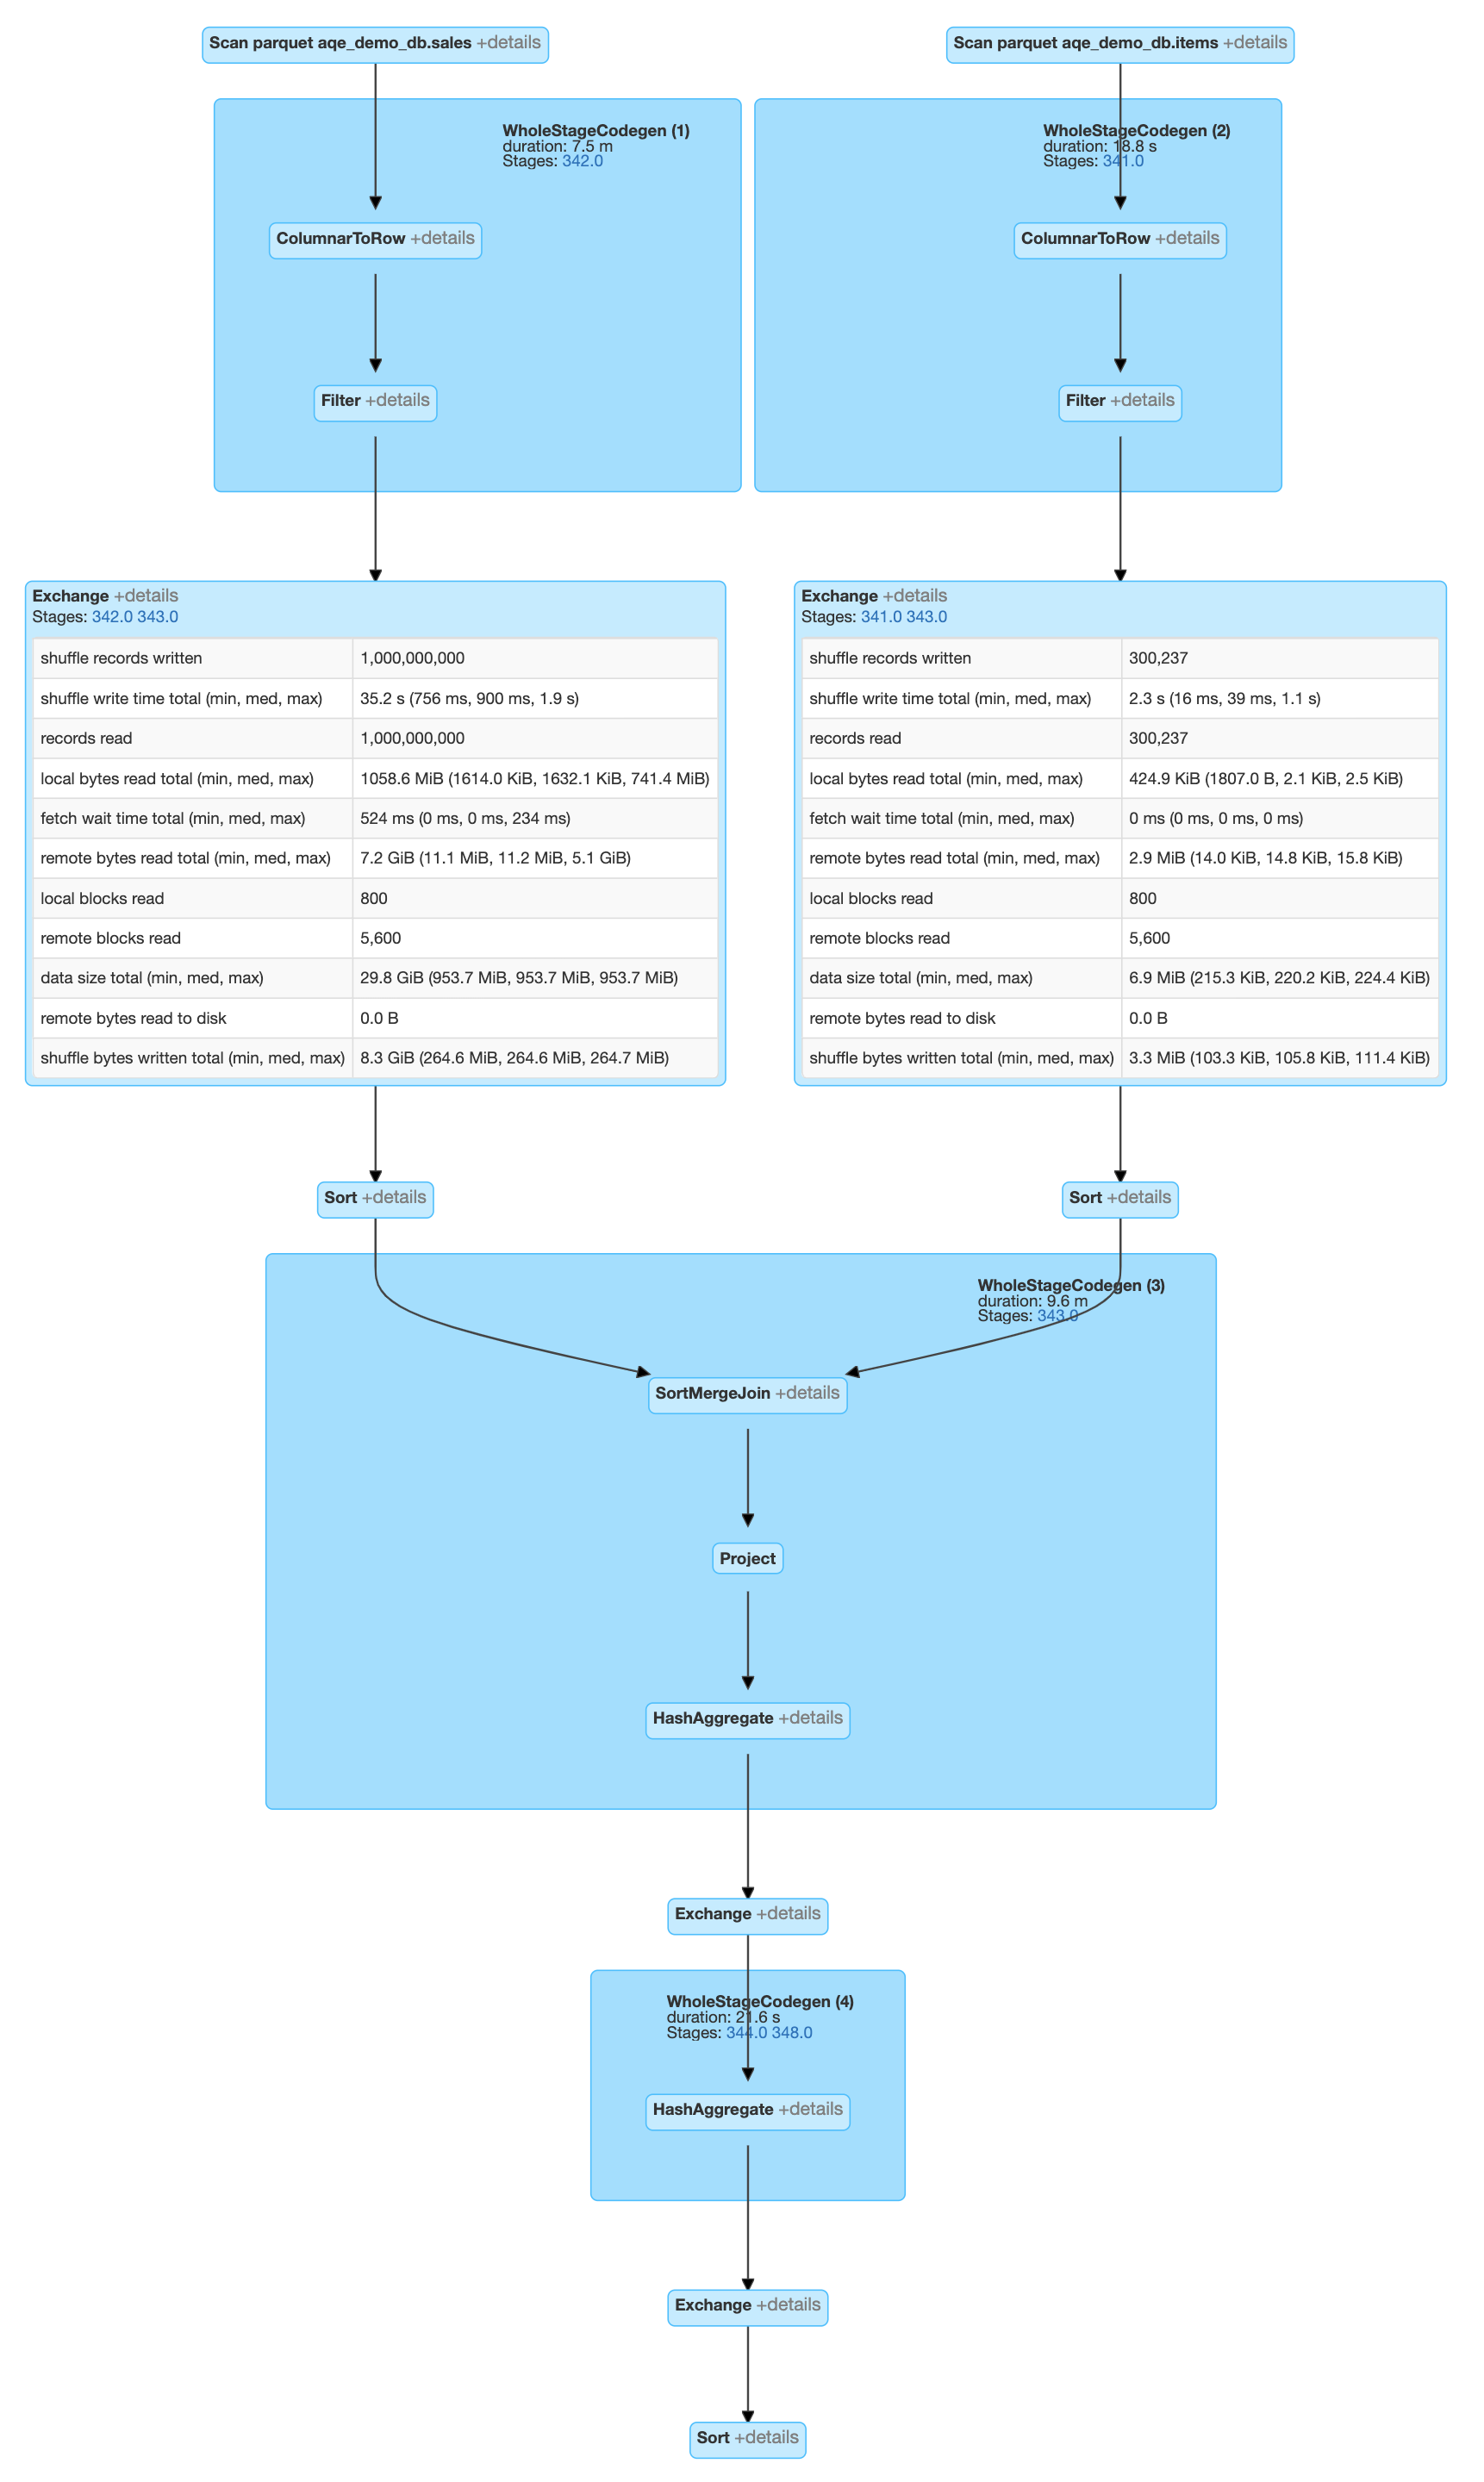 Scan parquet aqe_demo_db.sales +details
Scan parquet aqe_demo_db.items +details
WholeStageCodegen (1)
duration: 7.5 m
Stages: 342.0
ColumnarToRow +details
Filter +details
WholeStageCodegen (2)
duration: 18.8 s
Stages: 341.0
ColumnarToRow +details
Filter +details
Exchange +details
Stages: 342.0 343.0
shuffle records written 1,000,000,000
shuffle write time total (min, med, max) 35.2 s (756 ms, 900 ms, 1.9 s)
records read 1,000,000,000
local bytes read total (min, med, max) 1058.6 MiB (1614.0 KiB, 1632.1 KiB, 741.4 MiB)
fetch wait time total (min, med, max) 524 ms (0 ms, 0 ms, 234 ms)
remote bytes read total (min, med, max) 7.2 GiB (11.1 MiB, 11.2 MiB, 5.1 GiB)
local blocks read 800
remote blocks read 5,600
data size total (min, med, max) 29.8 GiB (953.7 MiB, 953.7 MiB, 953.7 MiB)
remote bytes read to disk 0.0 B
shuffle bytes written total (min, med, max) 8.3 GiB (264.6 MiB, 264.6 MiB, 264.7 MiB)
Exchange +details
Stages: 341.0 343.0
shuffle records written 300,237
shuffle write time total (min, med, max) 2.3 s (16 ms, 39 ms, 1.1 s)
records read 300,237
local bytes read total (min, med, max) 424.9 KiB (1807.0 B, 2.1 KiB, 2.5 KiB)
fetch wait time total (min, med, max) 0 ms (0 ms, 0 ms, 0 ms)
remote bytes read total (min, med, max) 2.9 MiB (14.0 KiB, 14.8 KiB, 15.8 KiB)
local blocks read 800
remote blocks read 5,600
data size total (min, med, max) 6.9 MiB (215.3 KiB, 220.2 KiB, 224.4 KiB)
remote bytes read to disk 0.0 B
shuffle bytes written total (min, med, max) 3.3 MiB (103.3 KiB, 105.8 KiB, 111.4 KiB)
Sort +details
Sort +details
WholeStageCodegen (3)
duration: 9.6 m
Stages: 343.0
SortMergeJoin +details
Project
HashAggregate +details
Exchange +details
WholeStageCodegen (4)
duration: 21.6 s
Stages: 344.0 348.0
HashAggregate +details
Exchange +details
Sort +details